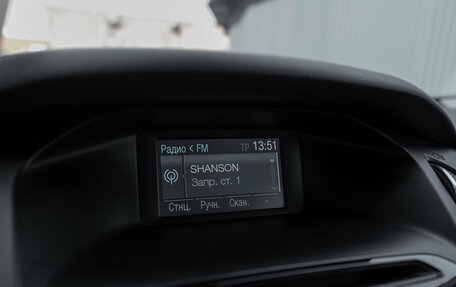 Радио < FM TP 13:51
SHANSON
Запр. ст. 1
Стнц. Ручн. Скан.